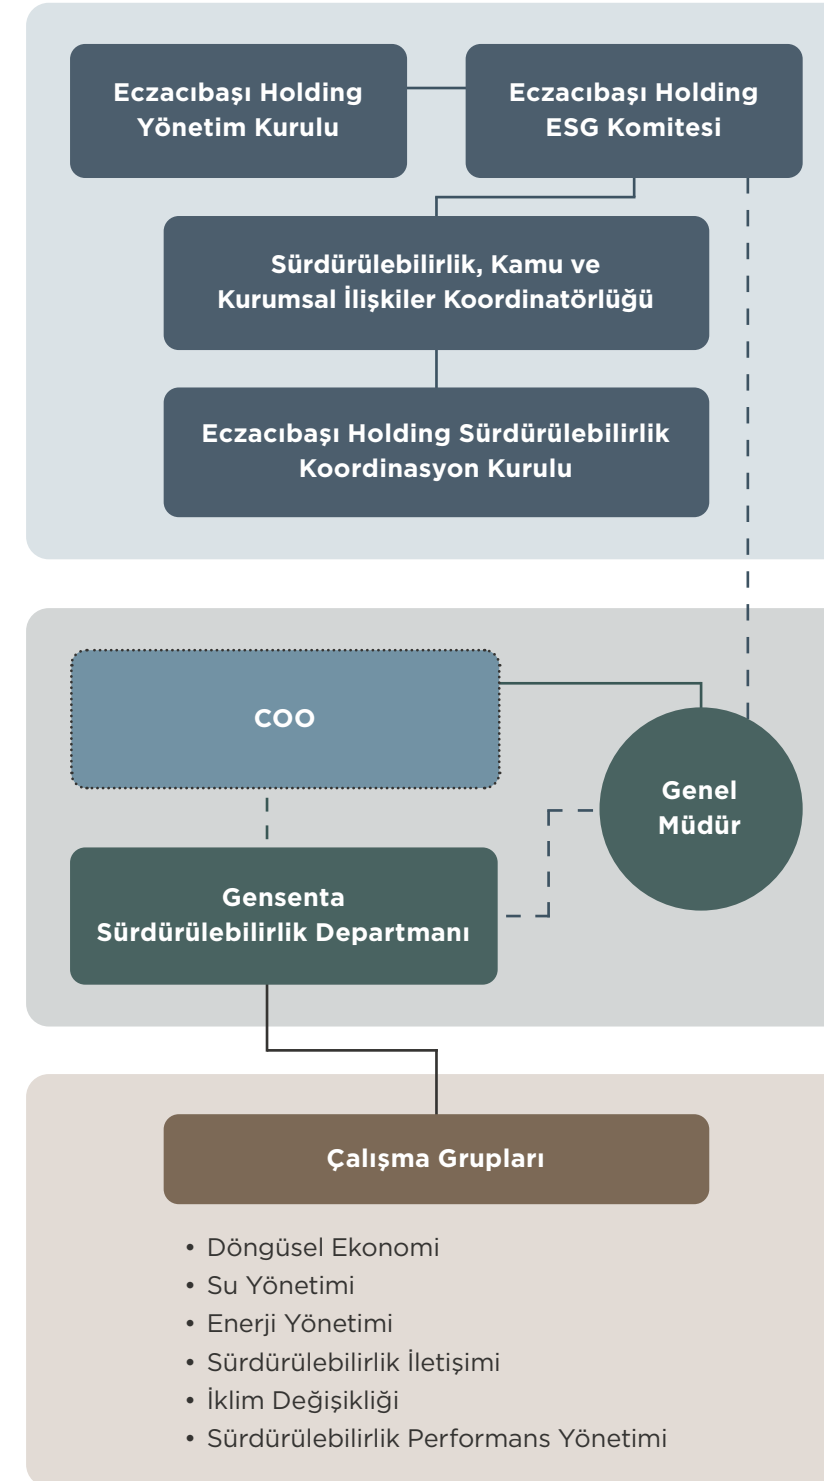 Eczacıbaşı Holding
Yönetim Kurulu
Eczacıbaşı Holding
ESG Komitesi
Sürdürülebilirlik, Kamu ve
Kurumsal İlişkiler Koordinatörlüğü
Eczacıbaşı Holding Sürdürülebilirlik
Koordinasyon Kurulu
COO
Genel
Müdür
Gensenta
Sürdürülebilirlik Departmanı
Çalışma Grupları
• Döngüsel Ekonomi
• Su Yönetimi
• Enerji Yönetimi
• Sürdürülebilirlik İletişimi
• İklim Değişikliği
• Sürdürülebilirlik Performans Yönetimi